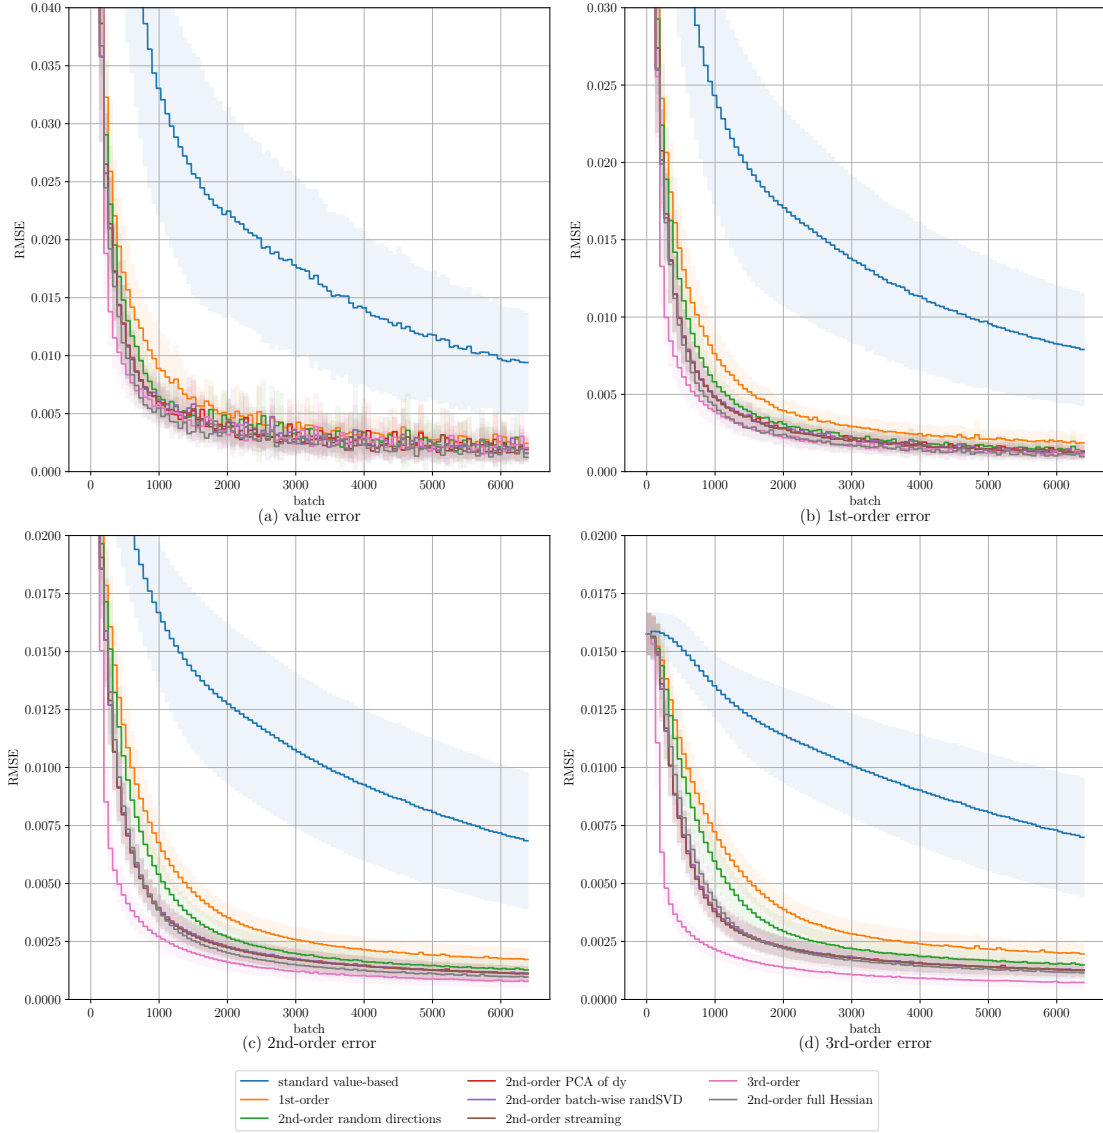 0.040
0.035
0.030
0.025
0.020
0.015
0.010
0.005
0.000
RMSE
0 1000 2000 3000 4000 5000 6000
batch
(a) value error
0.030
0.025
0.020
0.015
0.010
0.005
0.000
RMSE
0 1000 2000 3000 4000 5000 6000
batch
(b) 1st-order error
0.0200
0.0175
0.0150
0.0125
0.0100
0.0075
0.0050
0.0025
0.0000
RMSE
0 1000 2000 3000 4000 5000 6000
batch
(c) 2nd-order error
0.0200
0.0175
0.0150
0.0125
0.0100
0.0075
0.0050
0.0025
0.0000
RMSE
0 1000 2000 3000 4000 5000 6000
batch
(d) 3rd-order error
standard value-based
1st-order
2nd-order random directions
2nd-order PCA of dy
2nd-order batch-wise randSVD
2nd-order streaming
3rd-order
2nd-order full Hessian